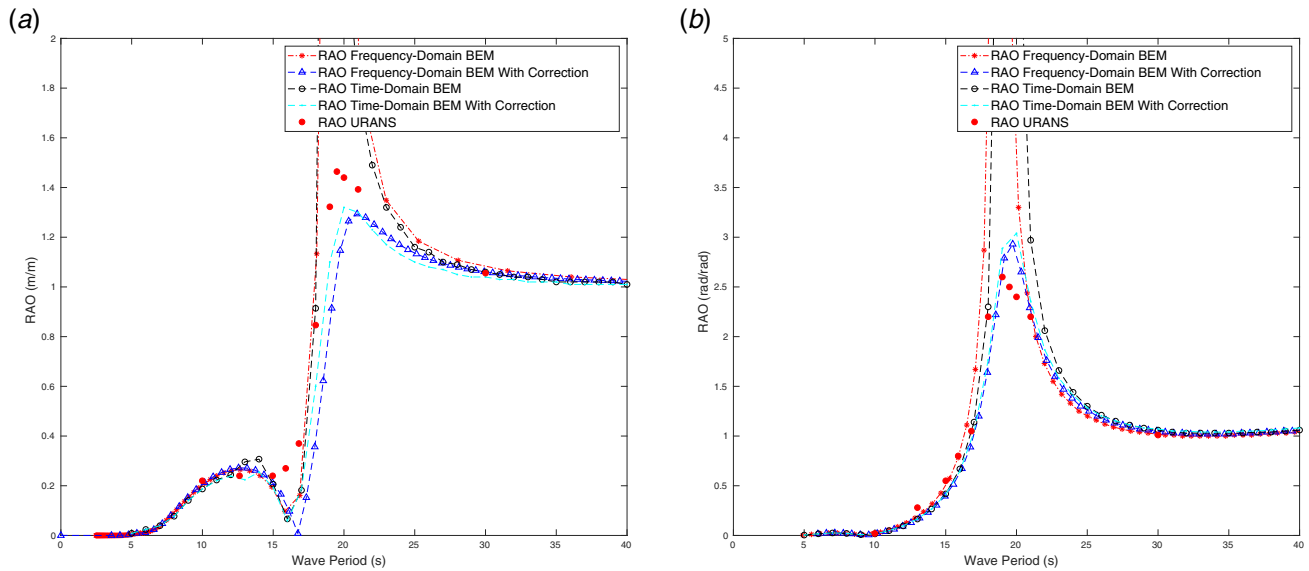 (a)
2
1.8
1.6
1.4
1.2
1
0.8
0.6
0.4
0.2
0
RAO (m/m)
RAO Frequency-Domain BEM
RAO Frequency-Domain BEM With Correction
RAO Time-Domain BEM
RAO Time-Domain BEM With Correction
RAO URANS
0 5 10 15 20 25 30 35 40
Wave Period (s)
(b)
5
4.5
4
3.5
3
2.5
2
1.5
1
0.5
0
RAO (rad/rad)
RAO Frequency-Domain BEM
RAO Frequency-Domain BEM With Correction
RAO Time-Domain BEM
RAO Time-Domain BEM With Correction
RAO URANS
0 5 10 15 20 25 30 35 40
Wave Period (s)